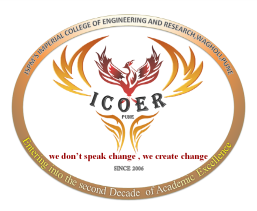 JSPM'S IMPERIAL COLLEGE OF ENGINEERING AND RESEARCH,WAGHOLI,PUNE
ICOER
PUNE
we don't speak change , we create change
SINCE 2006
Entering into the second Decade of Academic Excellence